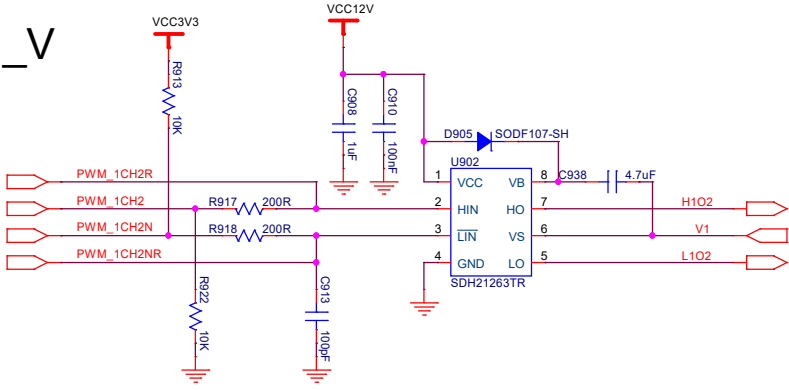 _V
VCC3V3
VCC12V
R913
10K
C908
1uF
C910
100nF
D905
SODF107-SH
U902
C938
4.7uF
PWM_1CH2R
1
VCC
VB
8
PWM_1CH2
R917
200R
2
HIN
HO
7
H1O2
PWM_1CH2N
R918
200R
3
LIN
VS
6
V1
PWM_1CH2NR
4
GND
LO
5
L1O2
SDH21263TR
R922
10K
C913
100pF